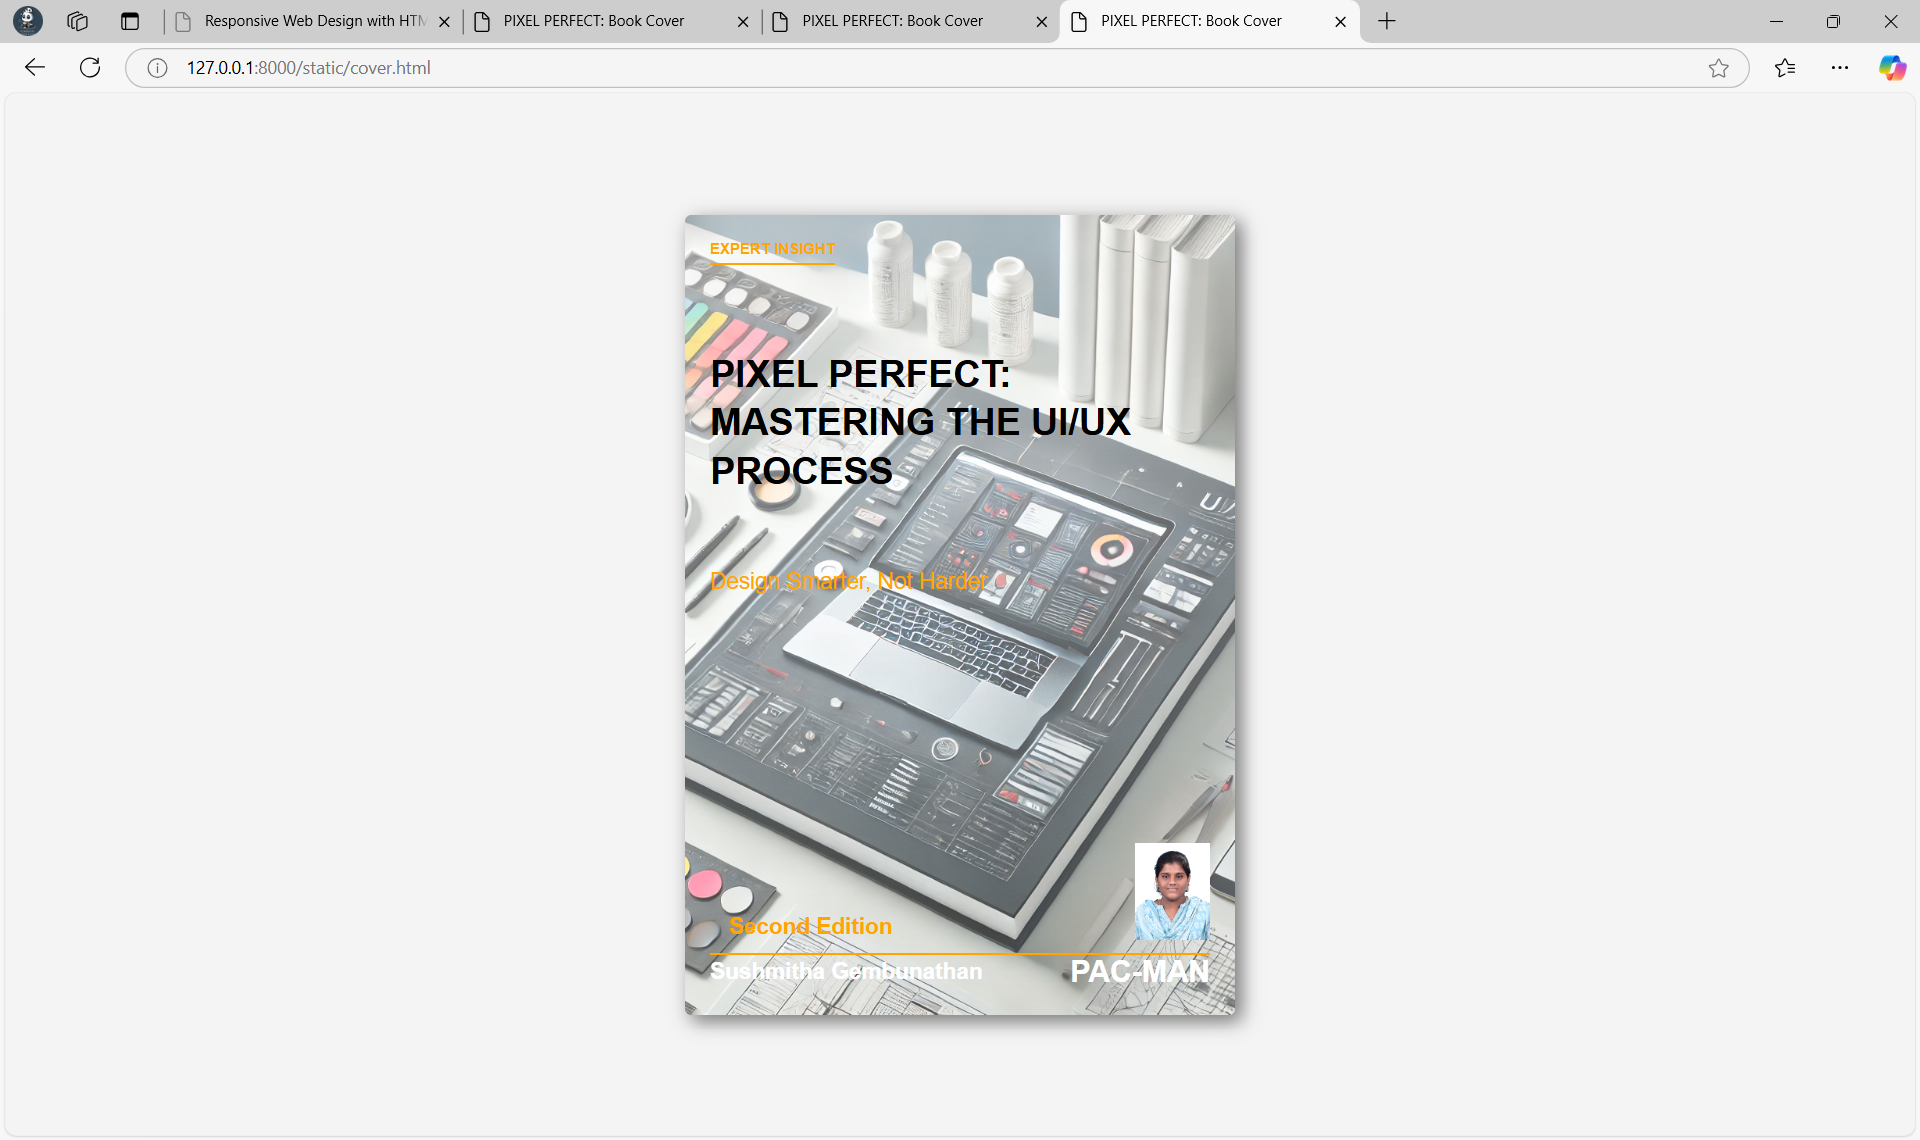 Responsive Web Design with HTM
PIXEL PERFECT: Book Cover
PIXEL PERFECT: Book Cover
PIXEL PERFECT: Book Cover
127.0.0.1:8000/static/cover.html
EXPERT INSIGHT
PIXEL PERFECT:
MASTERING THE UI/UX
PROCESS
Design Smarter, Not Harder
Second Edition
Sushmitha Gembunathan
PAC-MAN